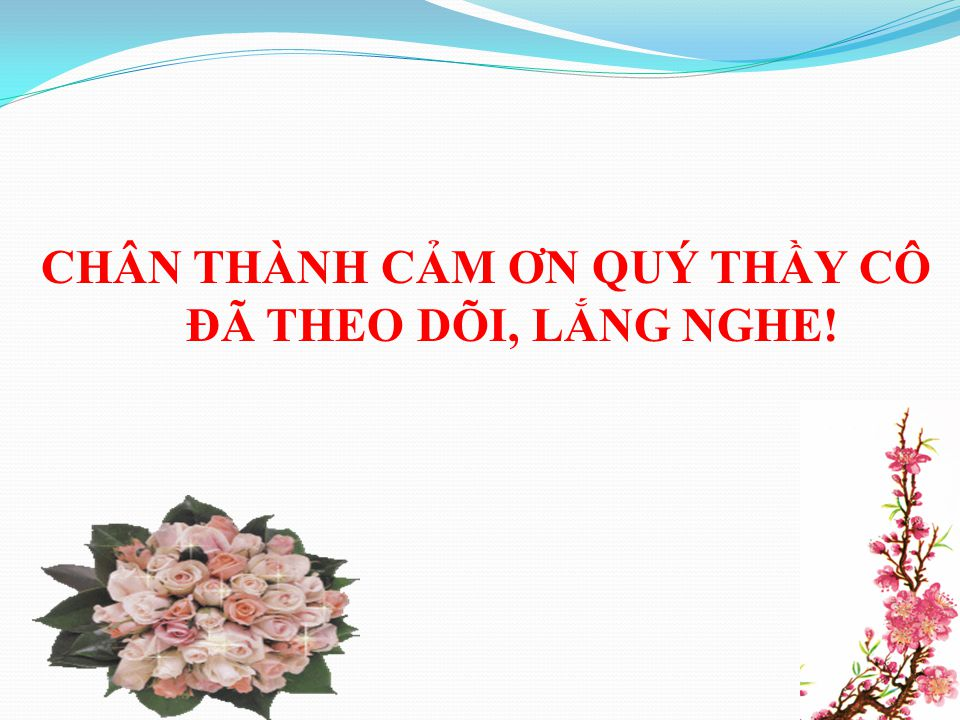 CHÂN THÀNH CẢM ƠN QUÝ THẦY CÔ
ĐÃ THEO DÕI, LẮNG NGHE!